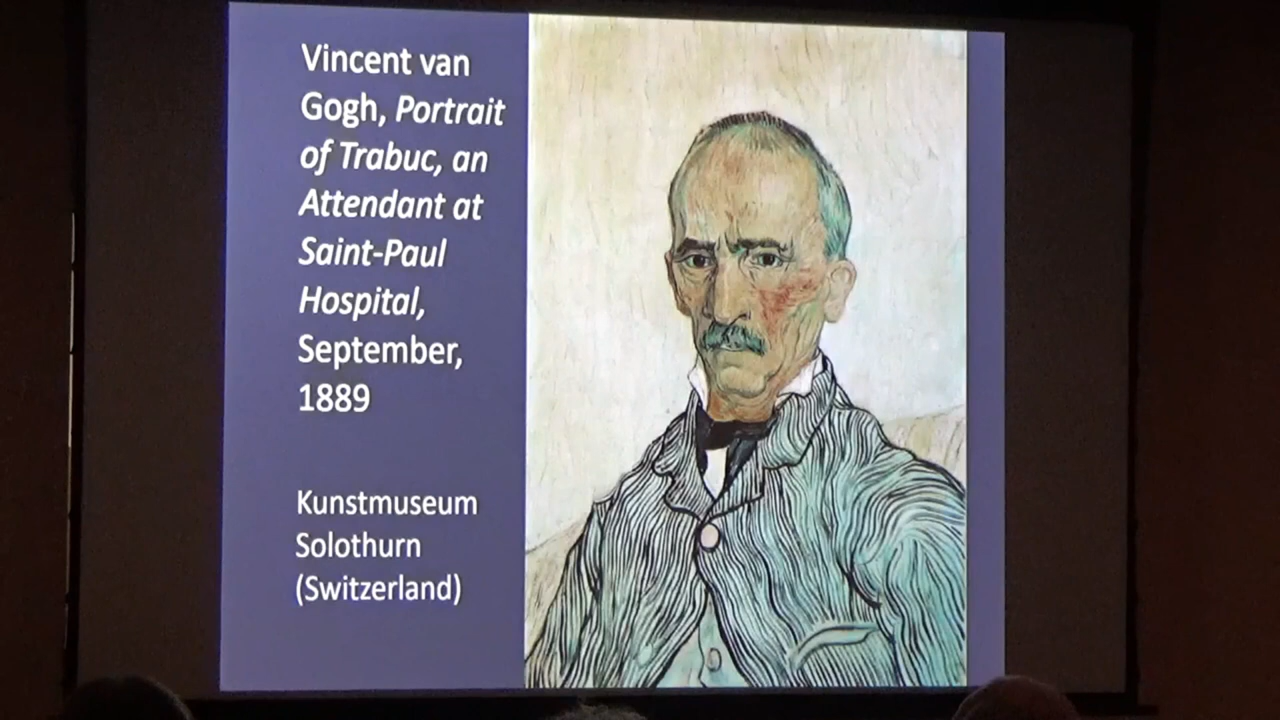 Vincent van
Gogh, Portrait
of Trabuc, an
Attendant at
Saint-Paul
Hospital,
September,
1889
Kunstmuseum
Solothurn
(Switzerland)